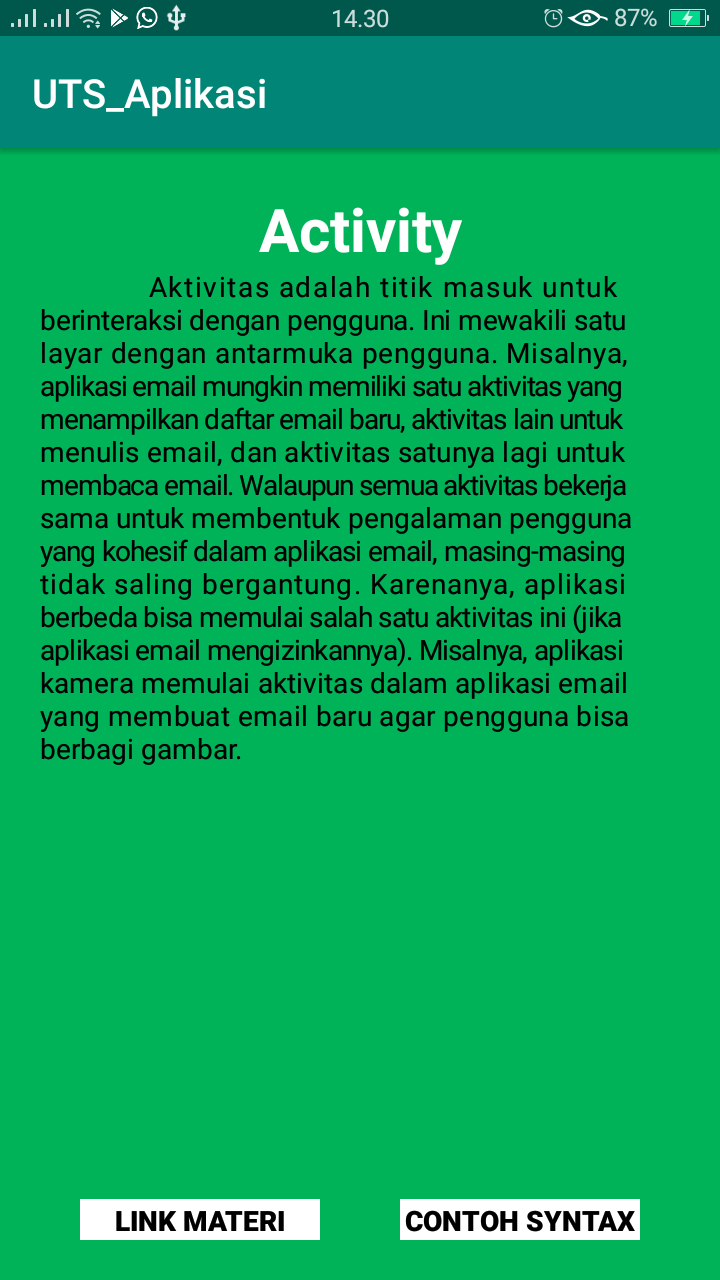 14.30
87%
UTS_Aplikasi
Activity
Aktivitas adalah titik masuk untuk
berinteraksi dengan pengguna. Ini mewakili satu
layar dengan antarmuka pengguna. Misalnya,
aplikasi email mungkin memiliki satu aktivitas yang
menampilkan daftar email baru, aktivitas lain untuk
menulis email, dan aktivitas satunya lagi untuk
membaca email. Walaupun semua aktivitas bekerja
sama untuk membentuk pengalaman pengguna
yang kohesif dalam aplikasi email, masing-masing
tidak saling bergantung. Karenanya, aplikasi
berbeda bisa memulai salah satu aktivitas ini (jika
aplikasi email mengizinkannya). Misalnya, aplikasi
kamera memulai aktivitas dalam aplikasi email
yang membuat email baru agar pengguna bisa
berbagi gambar.
LINK MATERI
CONTOH SYNTAX